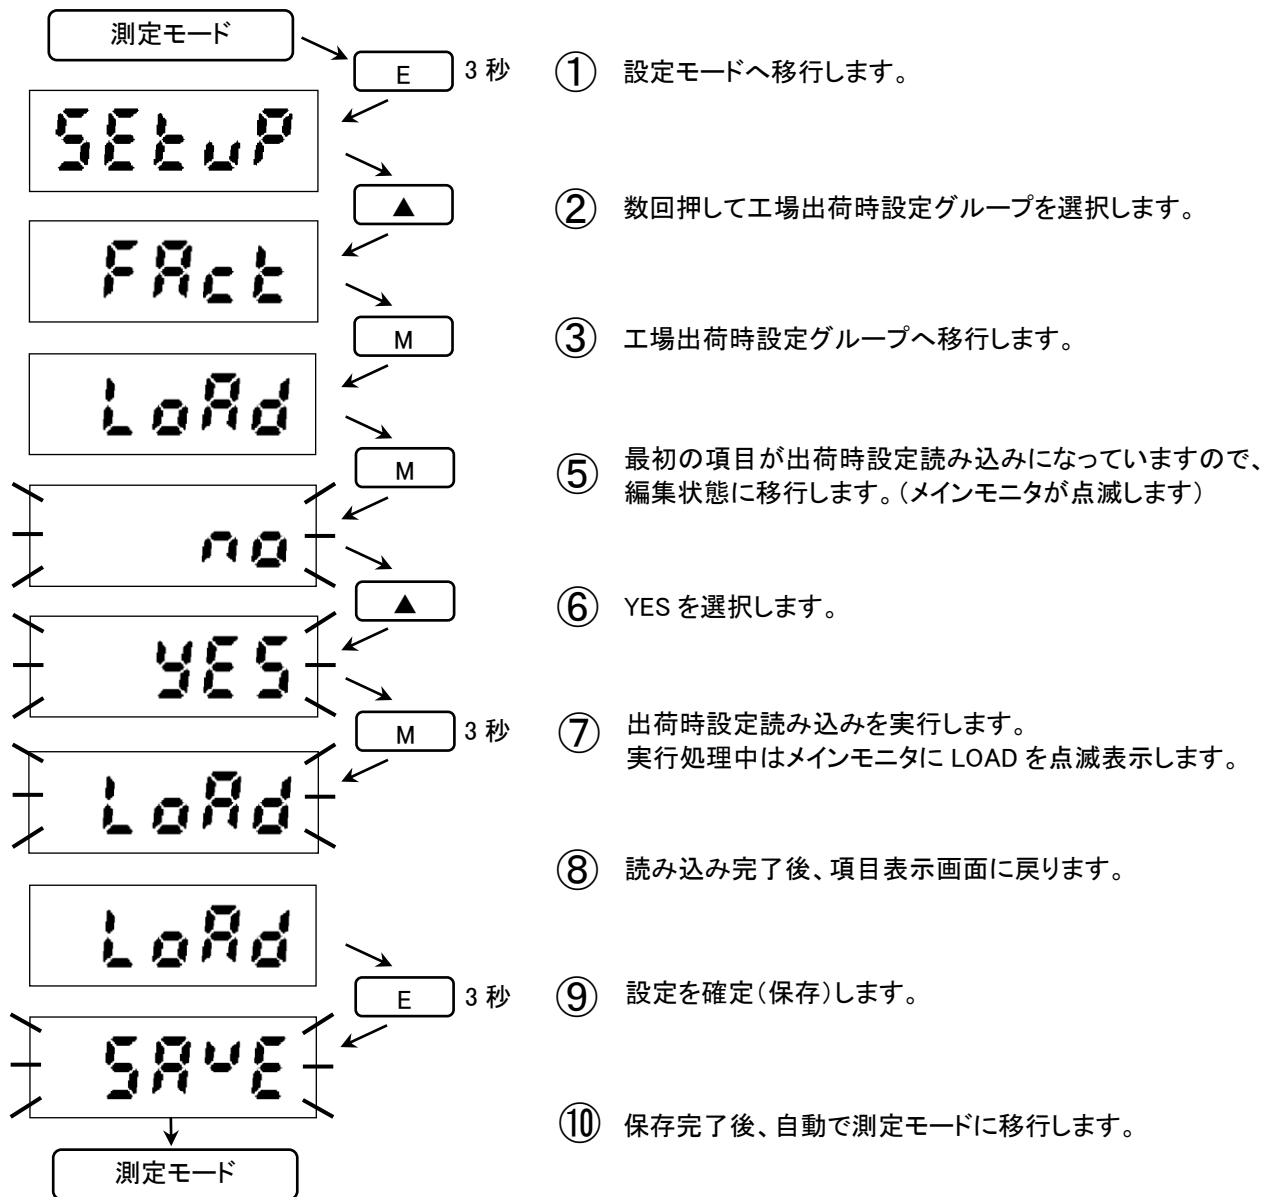 測定モード
E 3 秒 ① 設定モードへ移行します。
SEtuP
▲ ② 数回押して工場出荷時設定グループを選択します。
FAct
M ③ 工場出荷時設定グループへ移行します。
LoAd
M ⑤ 最初の項目が出荷時設定読み込みになっていますので、
編集状態に移行します。（メインモニタが点滅します）
no
▲ ⑥ YES を選択します。
YES
M 3 秒 ⑦ 出荷時設定読み込みを実行します。
実行処理中はメインモニタに LOAD を点滅表示します。
LoAd
⑧ 読み込み完了後、項目表示画面に戻ります。
LoAd
E 3 秒 ⑨ 設定を確定（保存）します。
SAvE
⑩ 保存完了後、自動で測定モードに移行します。
測定モード